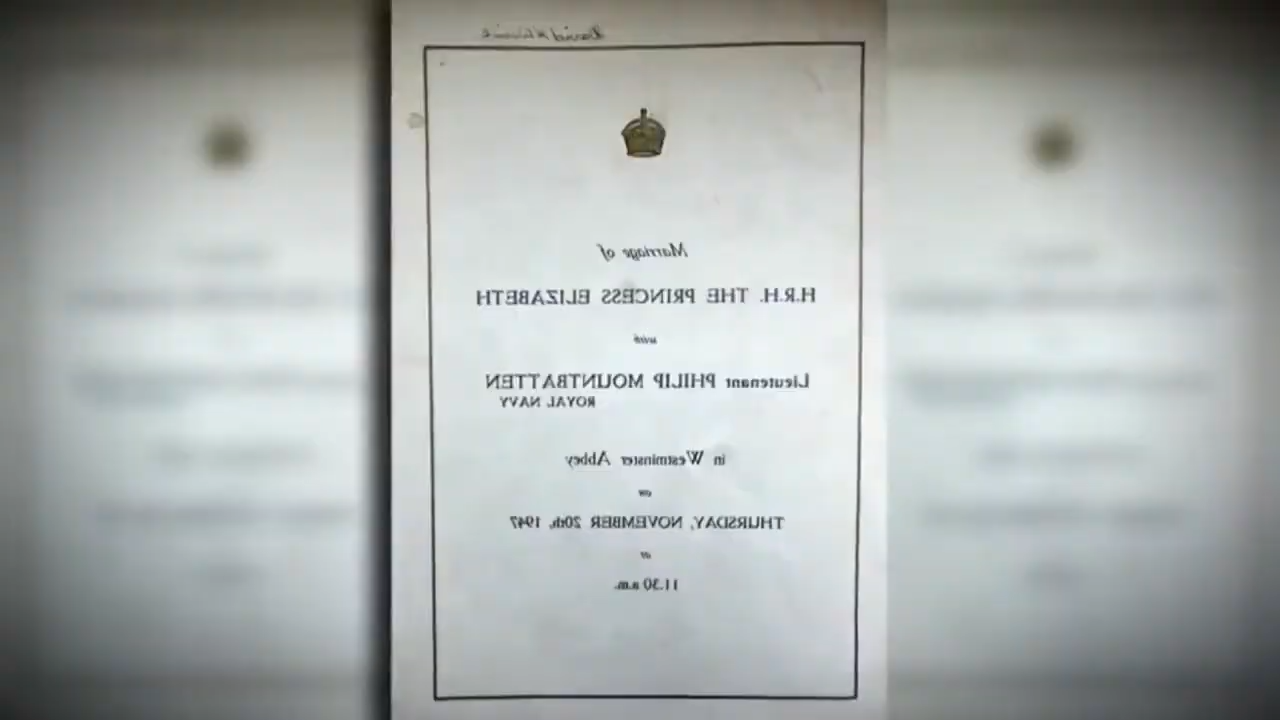 David
Marriage of
H.R.H. THE PRINCESS ELIZABETH
with
Lieutenant PHILIP MOUNTBATTEN
ROYAL NAVY
in Westminster Abbey
on
THURSDAY, NOVEMBER 20th, 1947
at
11.30 a.m.